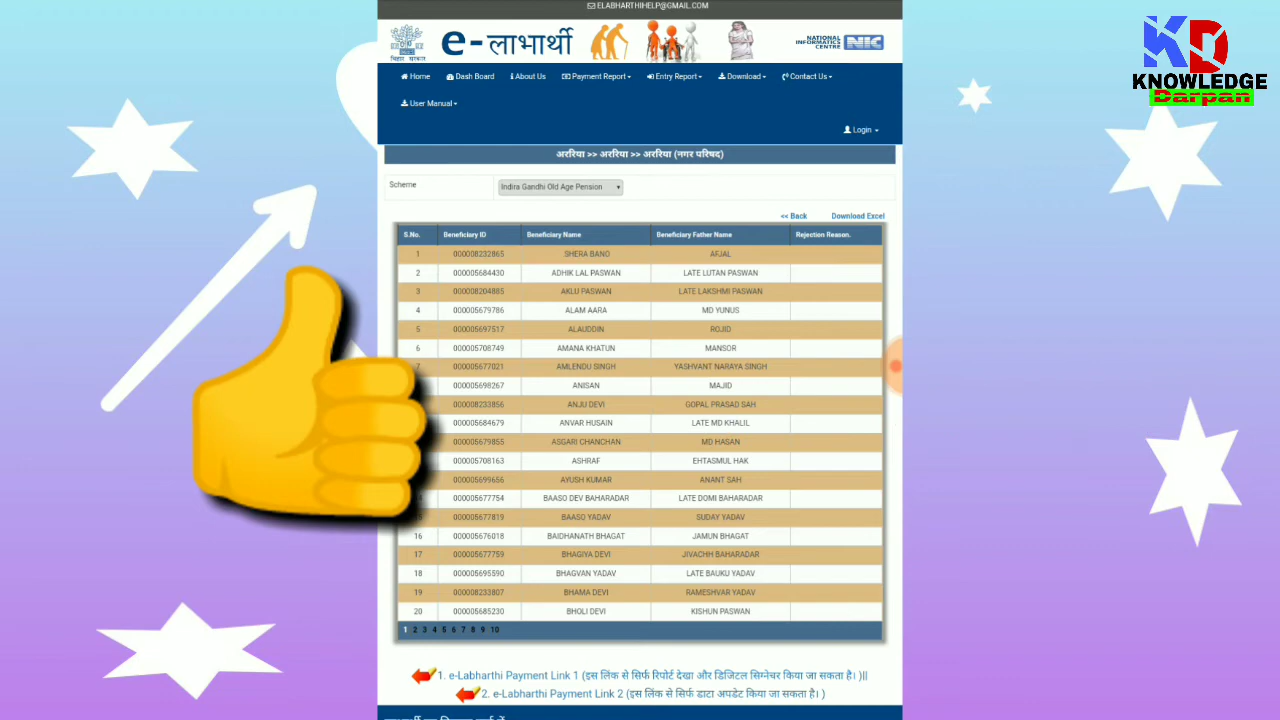 ELABHARTHIHELP@GMAIL.COM
बिहार सरकार
e-लाभार्थी
NATIONAL INFORMATICS CENTRE NIC
KD
KNOWLEDGE
Darpan
Home Dash Board About Us Payment Report Entry Report Download Contact Us
User Manual
Login
अररिया >> अररिया >> अररिया (नगर परिषद)
Scheme Indira Gandhi Old Age Pension
<< Back Download Excel
S.No. Beneficiary ID Beneficiary Name Beneficiary Father Name Rejection Reason.
1 000008232865 SHERA BANO AFJAL
2 000005684430 ADHIK LAL PASWAN LATE LUTAN PASWAN
3 000008204885 AKLU PASWAN LATE LAKSHMI PASWAN
4 000005679786 ALAM AARA MD YUNUS
5 000005697517 ALAUDDIN ROJID
6 000005708749 AMANA KHATUN MANSOR
7 000005677021 AMLENDU SINGH YASHVANT NARAYA SINGH
000005698267 ANISAN MAJID
000008233856 ANJU DEVI GOPAL PRASAD SAH
000005684679 ANVAR HUSAIN LATE MD KHALIL
000005679855 ASGARI CHANCHAN MD HASAN
000005708163 ASHRAF EHTASMUL HAK
000005699656 AYUSH KUMAR ANANT SAH
000005677754 BAASO DEV BAHARADAR LATE DOMI BAHARADAR
000005677819 BAASO YADAV SUDAY YADAV
16 000005676018 BAIDHANATH BHAGAT JAMUN BHAGAT
17 000005677759 BHAGIYA DEVI JIVACHH BAHARADAR
18 000005695590 BHAGVAN YADAV LATE BAUKU YADAV
19 000008233807 BHAMA DEVI RAMESHVAR YADAV
20 000005685230 BHOLI DEVI KISHUN PASWAN
1 2 3 4 5 6 7 8 9 10
1. e-Labharthi Payment Link 1 (इस लिंक से सिर्फ रिपोर्ट देखा और डिजिटल सिग्नेचर किया जा सकता है। )||
2. e-Labharthi Payment Link 2 (इस लिंक से सिर्फ डाटा अपडेट किया जा सकता है। )